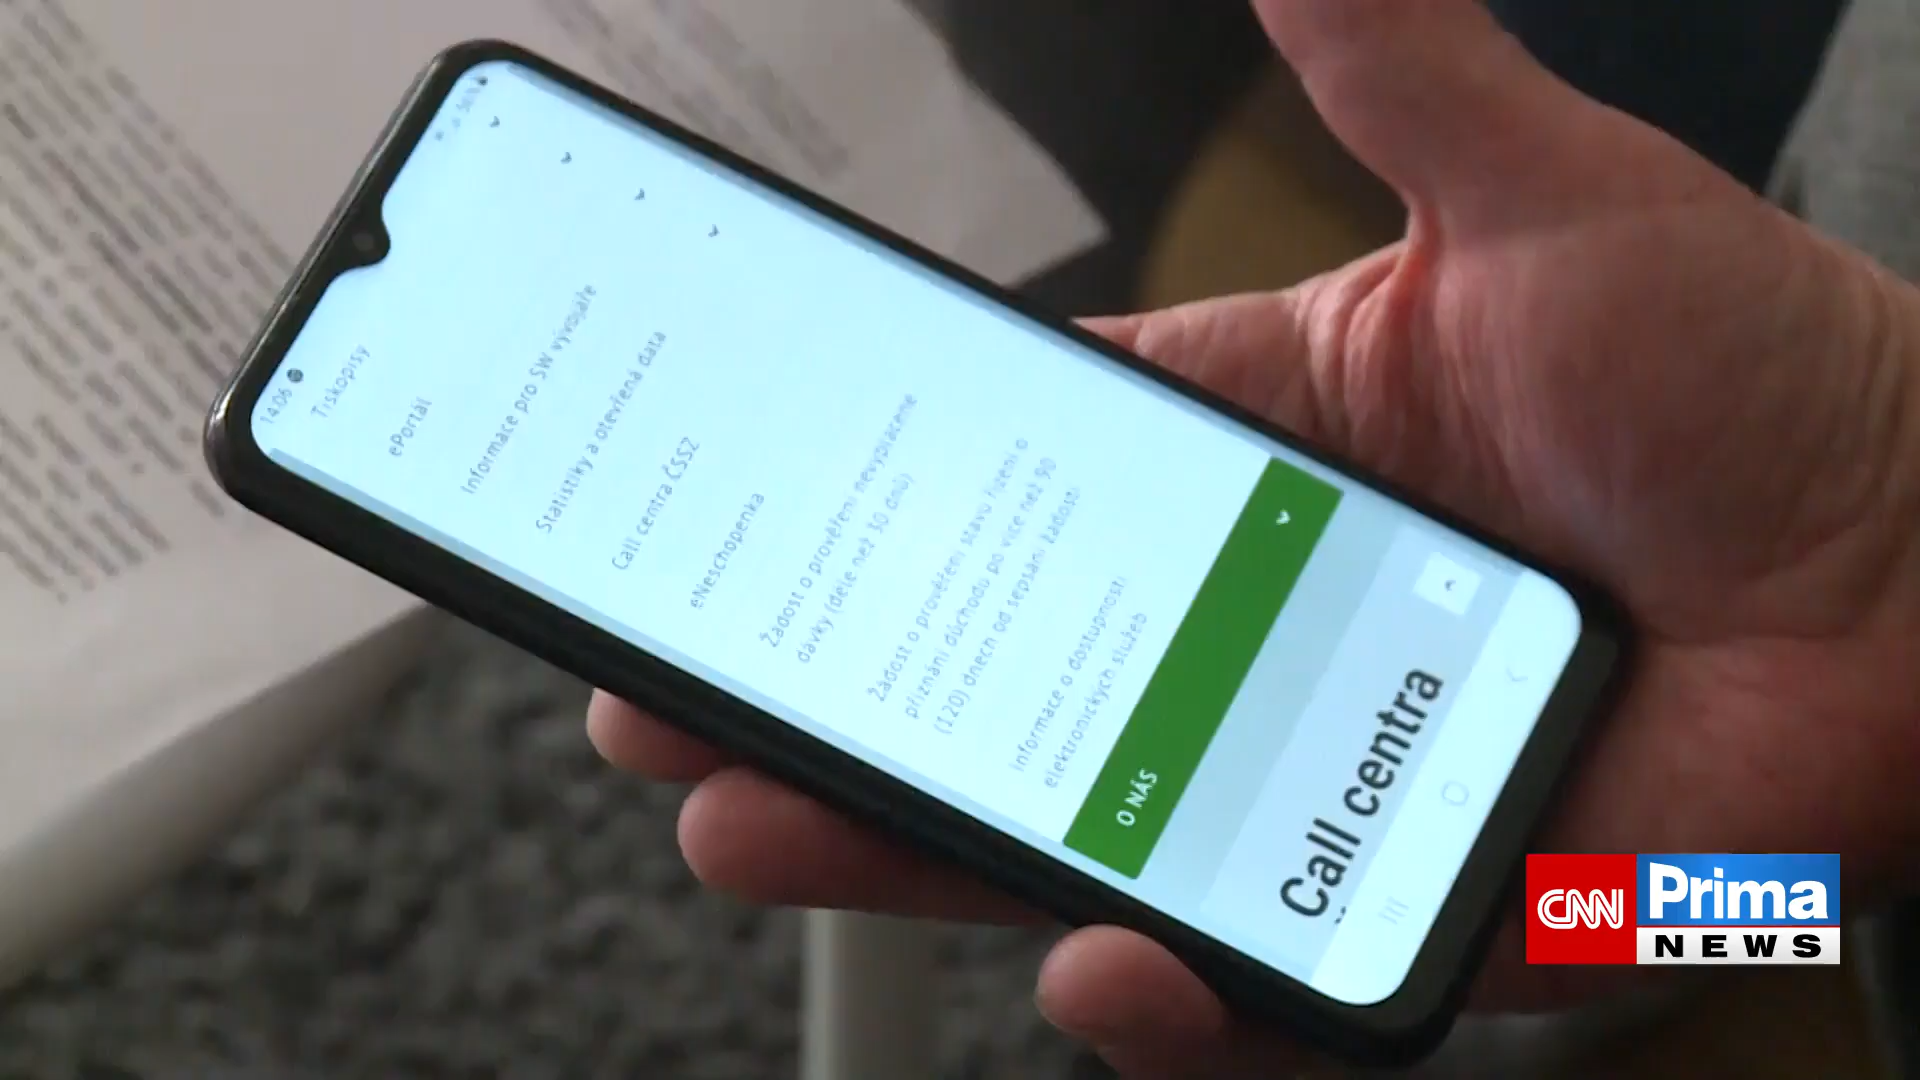 14:06
Tiskopisy
ePortál
Informace pro SW vývojáře
Statistiky a otevřená data
Call centra ČSSZ
eNeschopenka
Žádost o prověření nevyplacené
dávky (déle než 30 dnů)
Žádost o prověření stavu řízení o
přiznání důchodu po více než 90
(120) dnech od sepsání žádosti
Informace o dostupnosti
elektronických služeb
O NÁS
Call centra
CNN Prima
NEWS